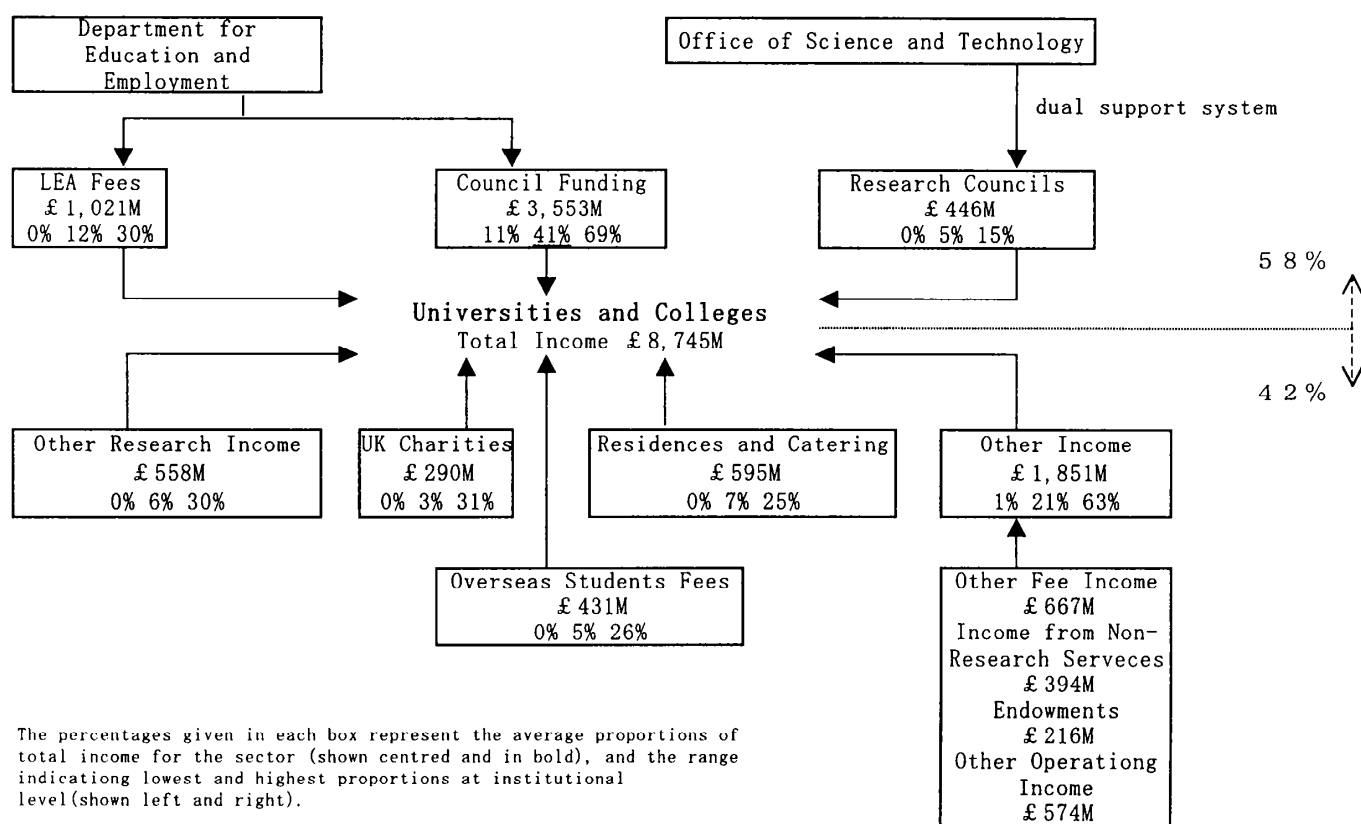 Department for
Education and
Employment
Office of Science and Technology
dual support system
LEA Fees
£1,021M
0% 12% 30%
Council Funding
£3,553M
11% 41% 69%
Research Councils
£446M
0% 5% 15%
58%
Universities and Colleges
Total Income £8,745M
42%
Other Research Income
£558M
0% 6% 30%
UK Charities
£290M
0% 3% 31%
Residences and Catering
£595M
0% 7% 25%
Other Income
£1,851M
1% 21% 63%
Overseas Students Fees
£431M
0% 5% 26%
Other Fee Income
£667M
Income from Non-
Research Serveces
£394M
Endowments
£216M
Other Operationg
Income
£574M
The percentages given in each box represent the average proportions of
total income for the sector (shown centred and in bold), and the range
indicationg lowest and highest proportions at institutional
level(shown left and right).